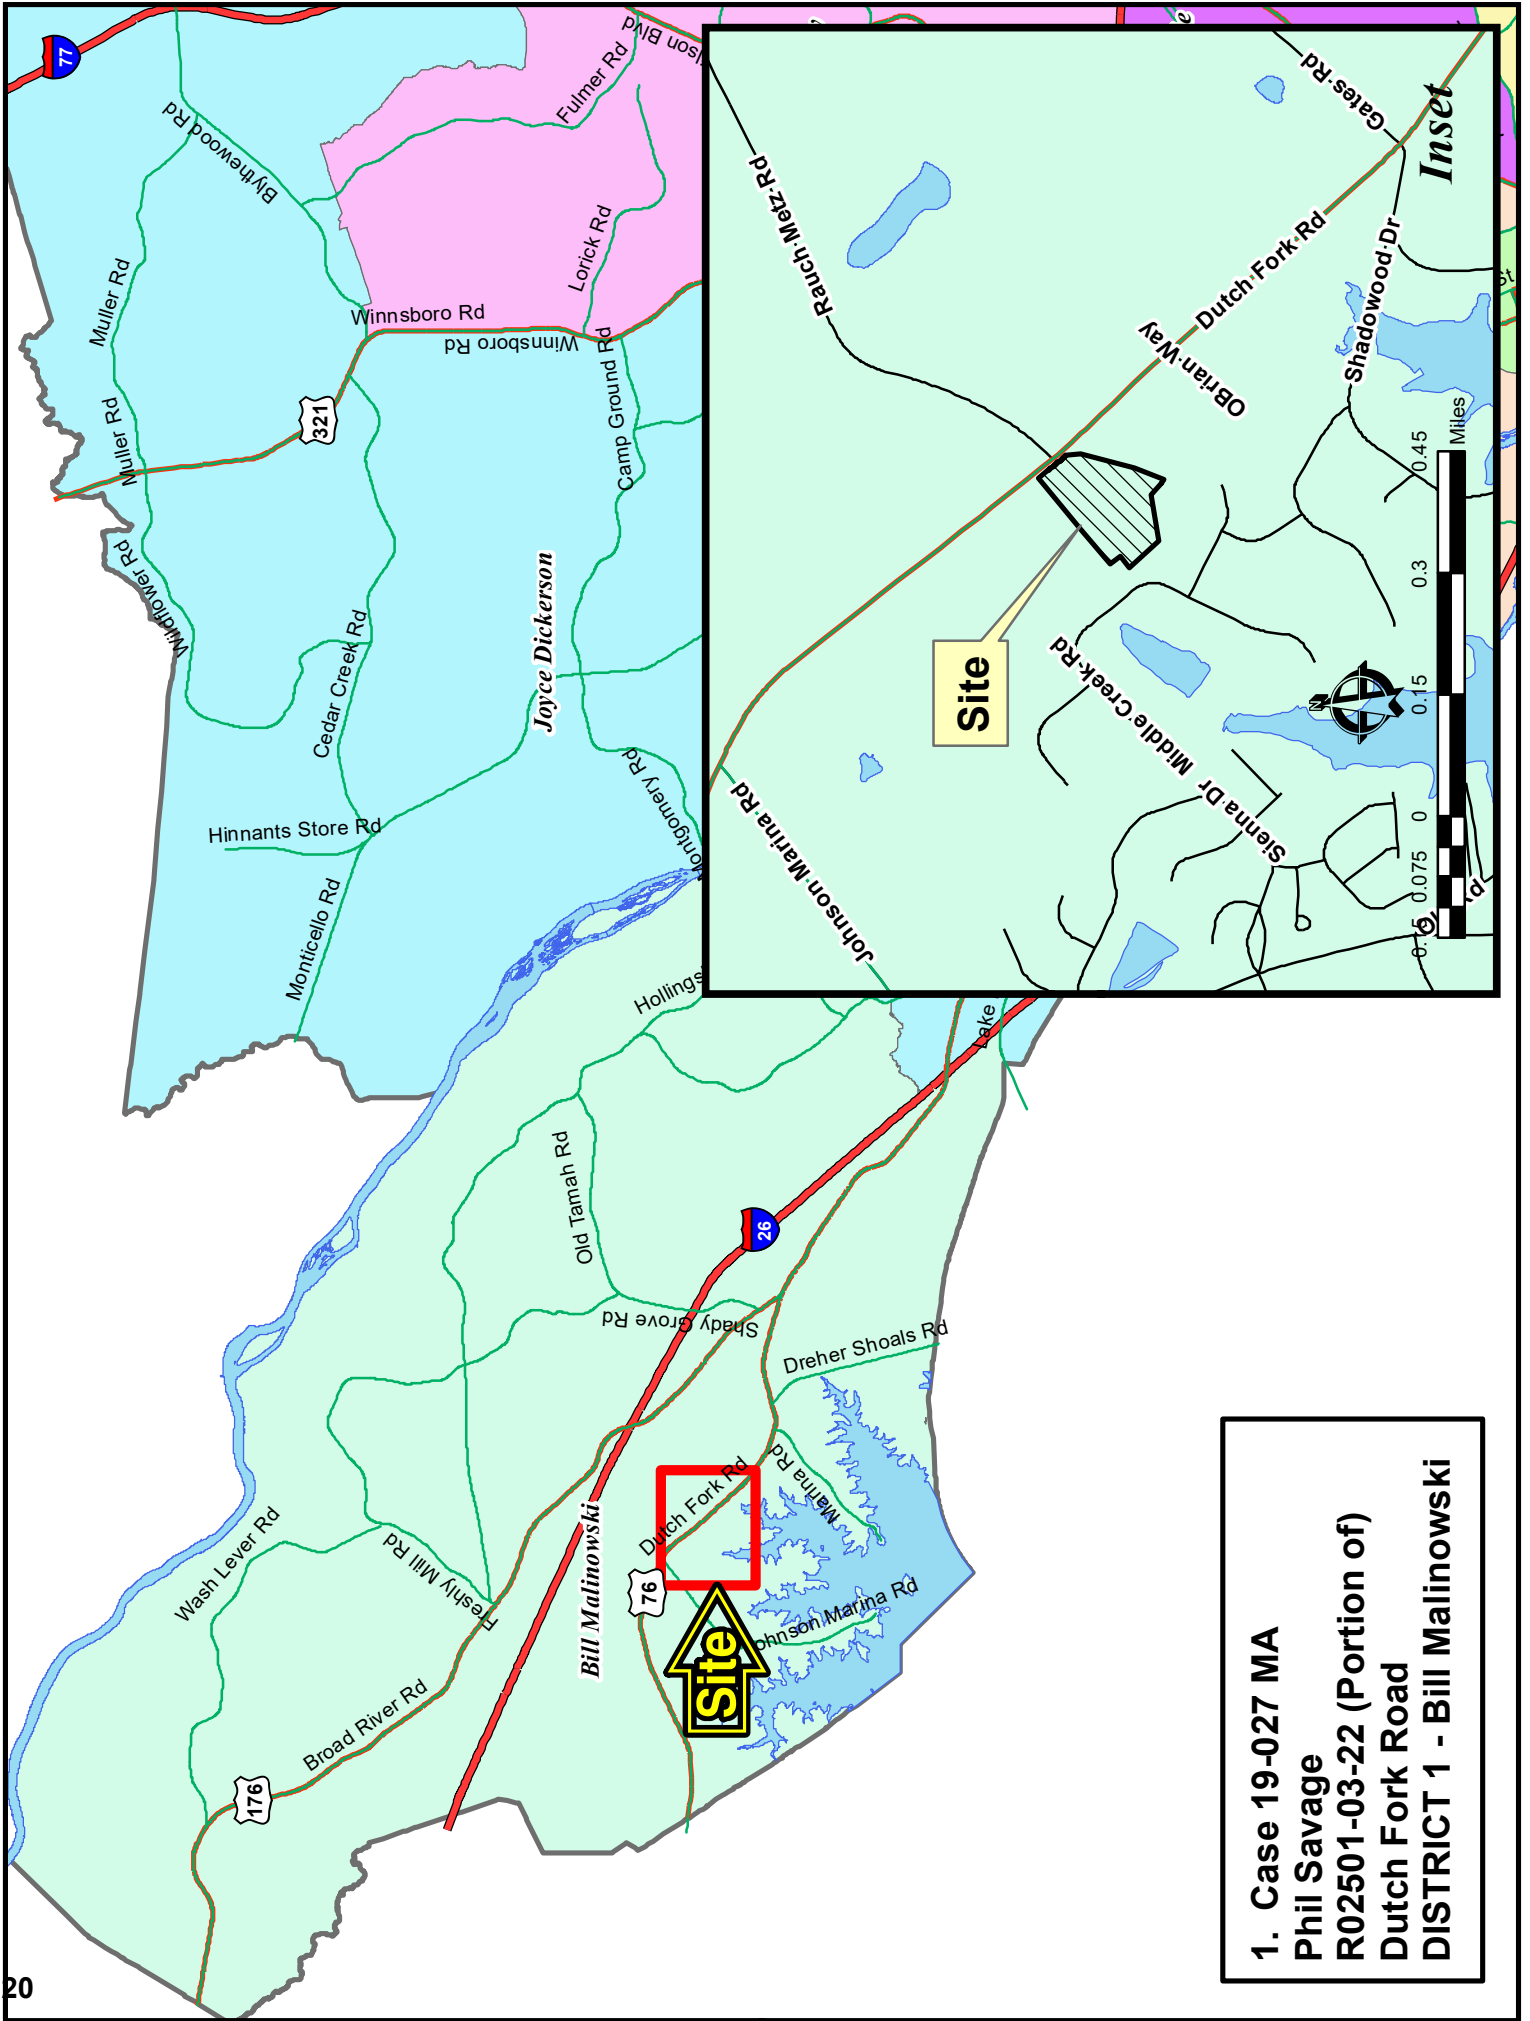 20
77
Blythewood Rd
Muller Rd
Muller Rd
Wildflower Rd
Fulmer Rd
Lorick Rd
Winnsboro Rd
Winnsboro Rd
321
Camp Ground Rd
Cedar Creek Rd
Joyce Dickerson
Hinnants Store Rd
Monticello Rd
Montgomery Rd
Old Tamah Rd
26
Shady Grove Rd
Dreher Shoals Rd
Wash Lever Rd
Freshly Mill Rd
Broad River Rd
176
Bill Malinowski
76
Dutch Fork Rd
Marina Rd
Johnson Marina Rd
Lake
Site
Inset
Rauch Metz Rd
Gates Rd
Dutch Fork Rd
OBrian Way
Shadowood Dr
Site
Middle Creek Rd
Sienna Dr
Johnson Marina Rd
N
0.15 0.075 0 0.15 0.3 0.45
Miles
1. Case 19-027 MA
Phil Savage
R02501-03-22 (Portion of)
Dutch Fork Road
DISTRICT 1 - Bill Malinowski